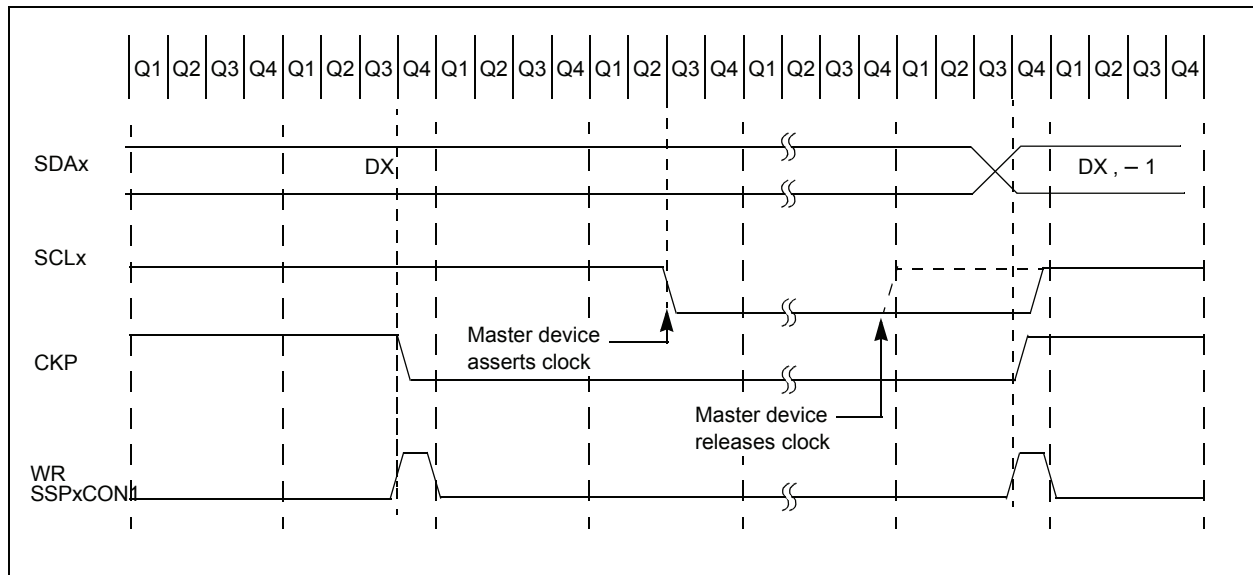 Q1 Q2 Q3 Q4 Q1 Q2 Q3 Q4 Q1 Q2 Q3 Q4 Q1 Q2 Q3 Q4 Q1 Q2 Q3 Q4 Q1 Q2 Q3 Q4 Q1 Q2 Q3 Q4
SDAx
DX
DX , – 1
SCLx
Master device
asserts clock
CKP
Master device
releases clock
WR
SSPxCON1